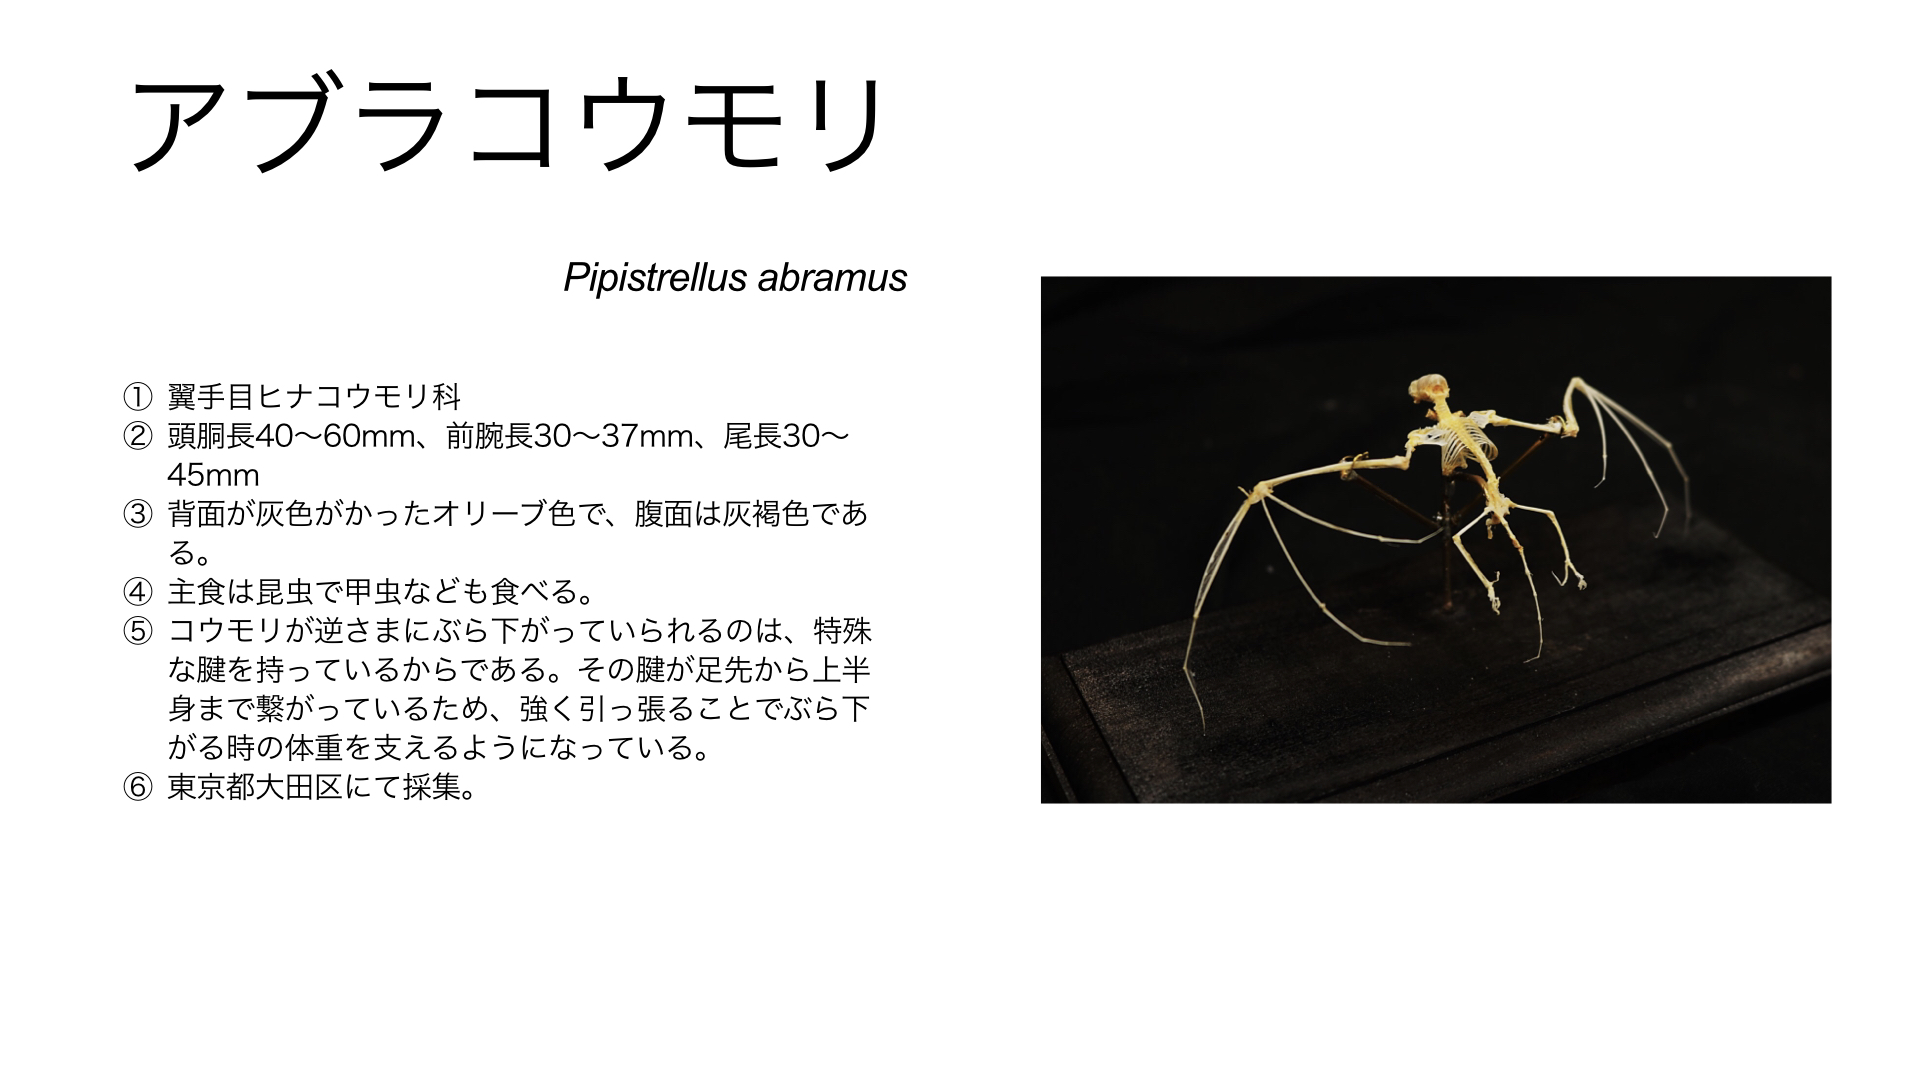 アブラコウモリ
Pipistrellus abramus
① 翼手目ヒナコウモリ科
② 頭胴長40〜60mm、前腕長30〜37mm、尾長30〜
45mm
③ 背面が灰色がかったオリーブ色で、腹面は灰褐色であ
る。
④ 主食は昆虫で甲虫なども食べる。
⑤ コウモリが逆さまにぶら下がっていられるのは、特殊
な腱を持っているからである。その腱が足先から上半
身まで繋がっているため、強く引っ張ることでぶら下
がる時の体重を支えるようになっている。
⑥ 東京都大田区にて採集。